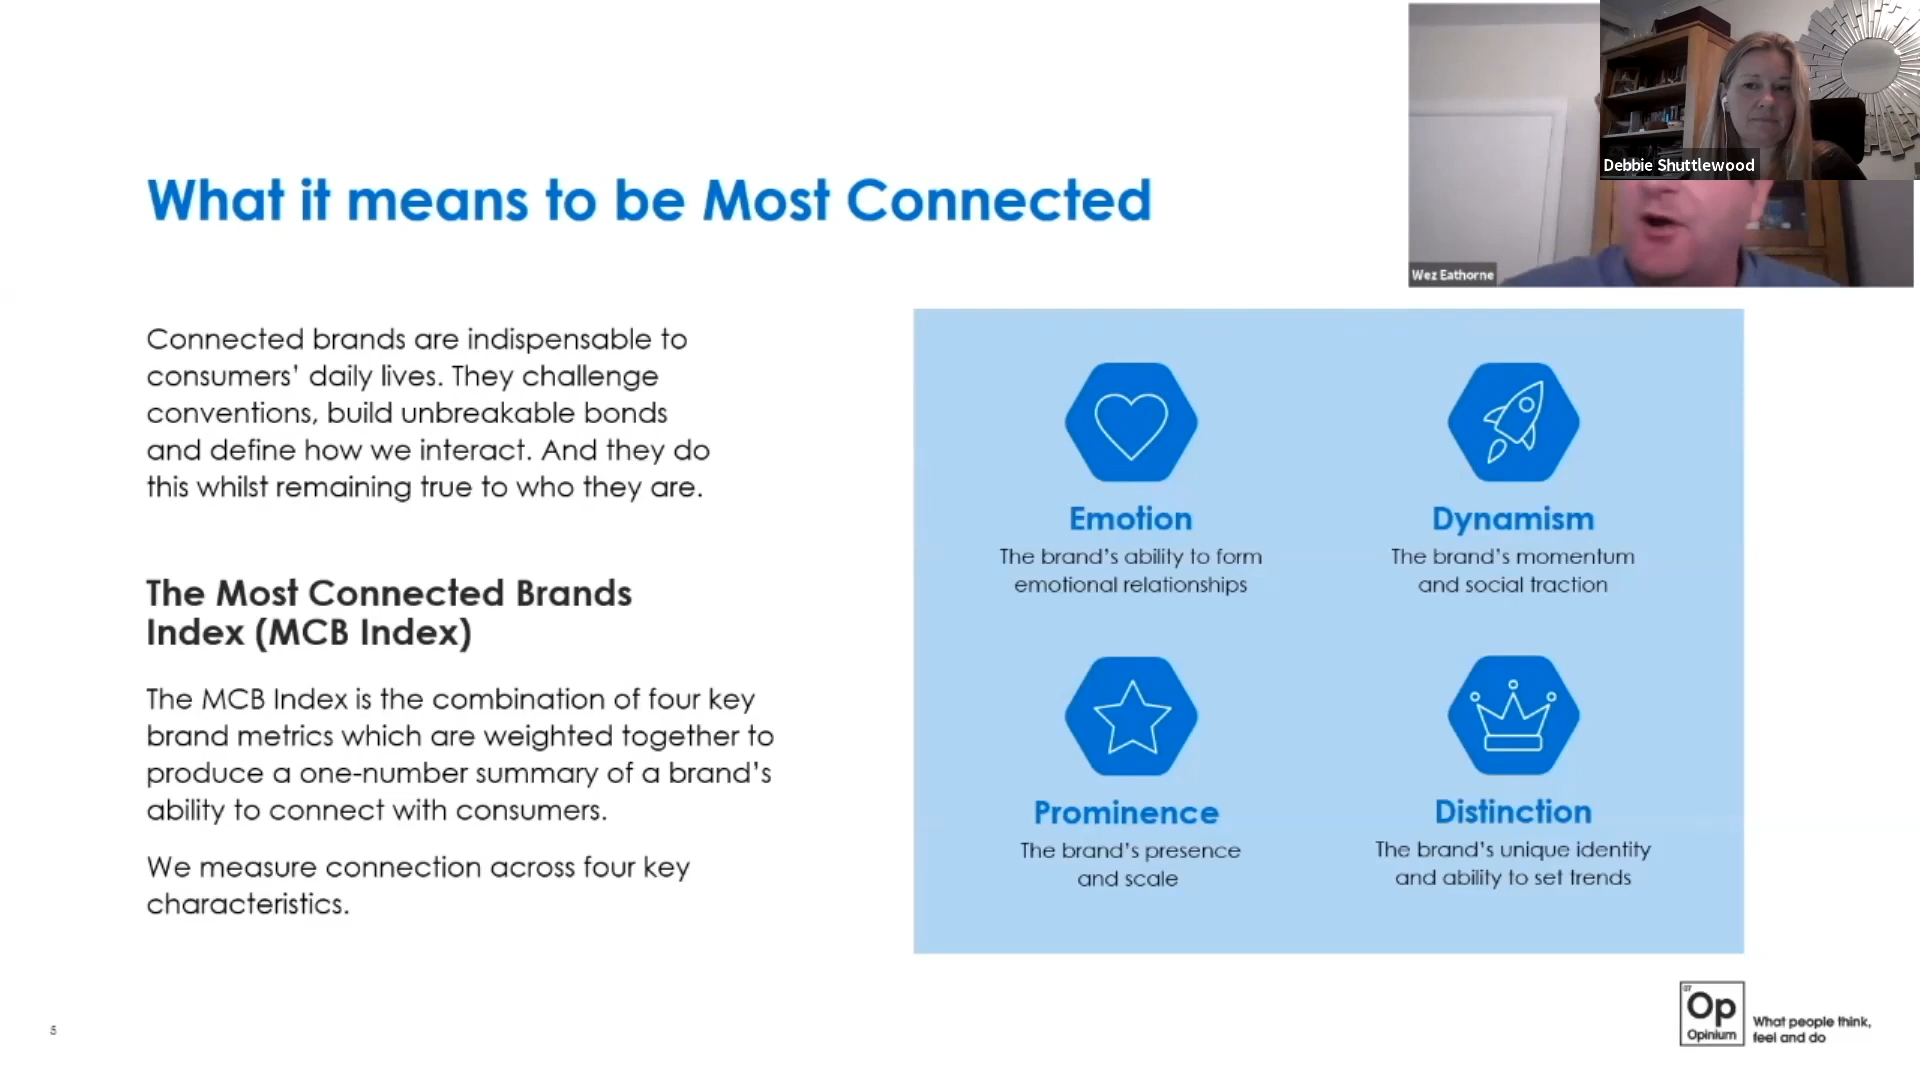 Debbie Shuttlewood
Wez Eathorne
What it means to be Most Connected
Connected brands are indispensable to
consumers’ daily lives. They challenge
conventions, build unbreakable bonds
and define how we interact. And they do
this whilst remaining true to who they are.
The Most Connected Brands
Index (MCB Index)
The MCB Index is the combination of four key
brand metrics which are weighted together to
produce a one-number summary of a brand’s
ability to connect with consumers.
We measure connection across four key
characteristics.
Emotion
The brand’s ability to form
emotional relationships
Dynamism
The brand’s momentum
and social traction
Prominence
The brand’s presence
and scale
Distinction
The brand’s unique identity
and ability to set trends
5
Op
Opinium
What people think,
feel and do